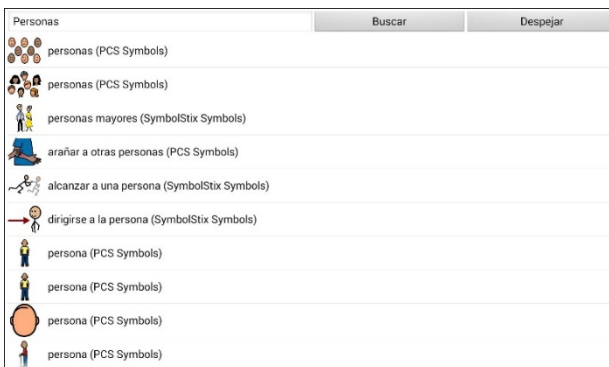 Personas Buscar Despejar
personas (PCS Symbols)
personas (PCS Symbols)
personas mayores (SymbolStix Symbols)
arañar a otras personas (PCS Symbols)
alcanzar a una persona (SymbolStix Symbols)
dirigirse a la persona (SymbolStix Symbols)
persona (PCS Symbols)
persona (PCS Symbols)
persona (PCS Symbols)
persona (PCS Symbols)